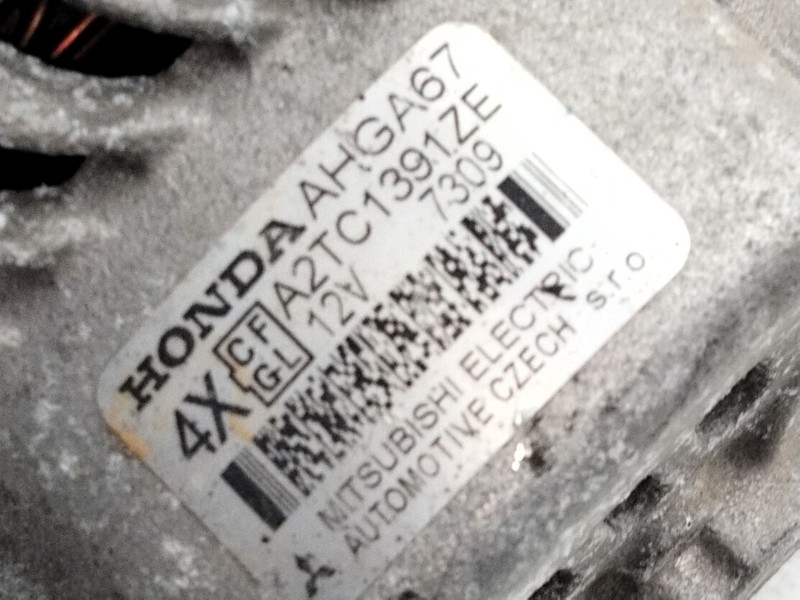 HONDA AHGA67
4X CF GL A2TC1391ZE
12V 7309
MITSUBISHI ELECTRIC
AUTOMOTIVE CZECH s.r.o